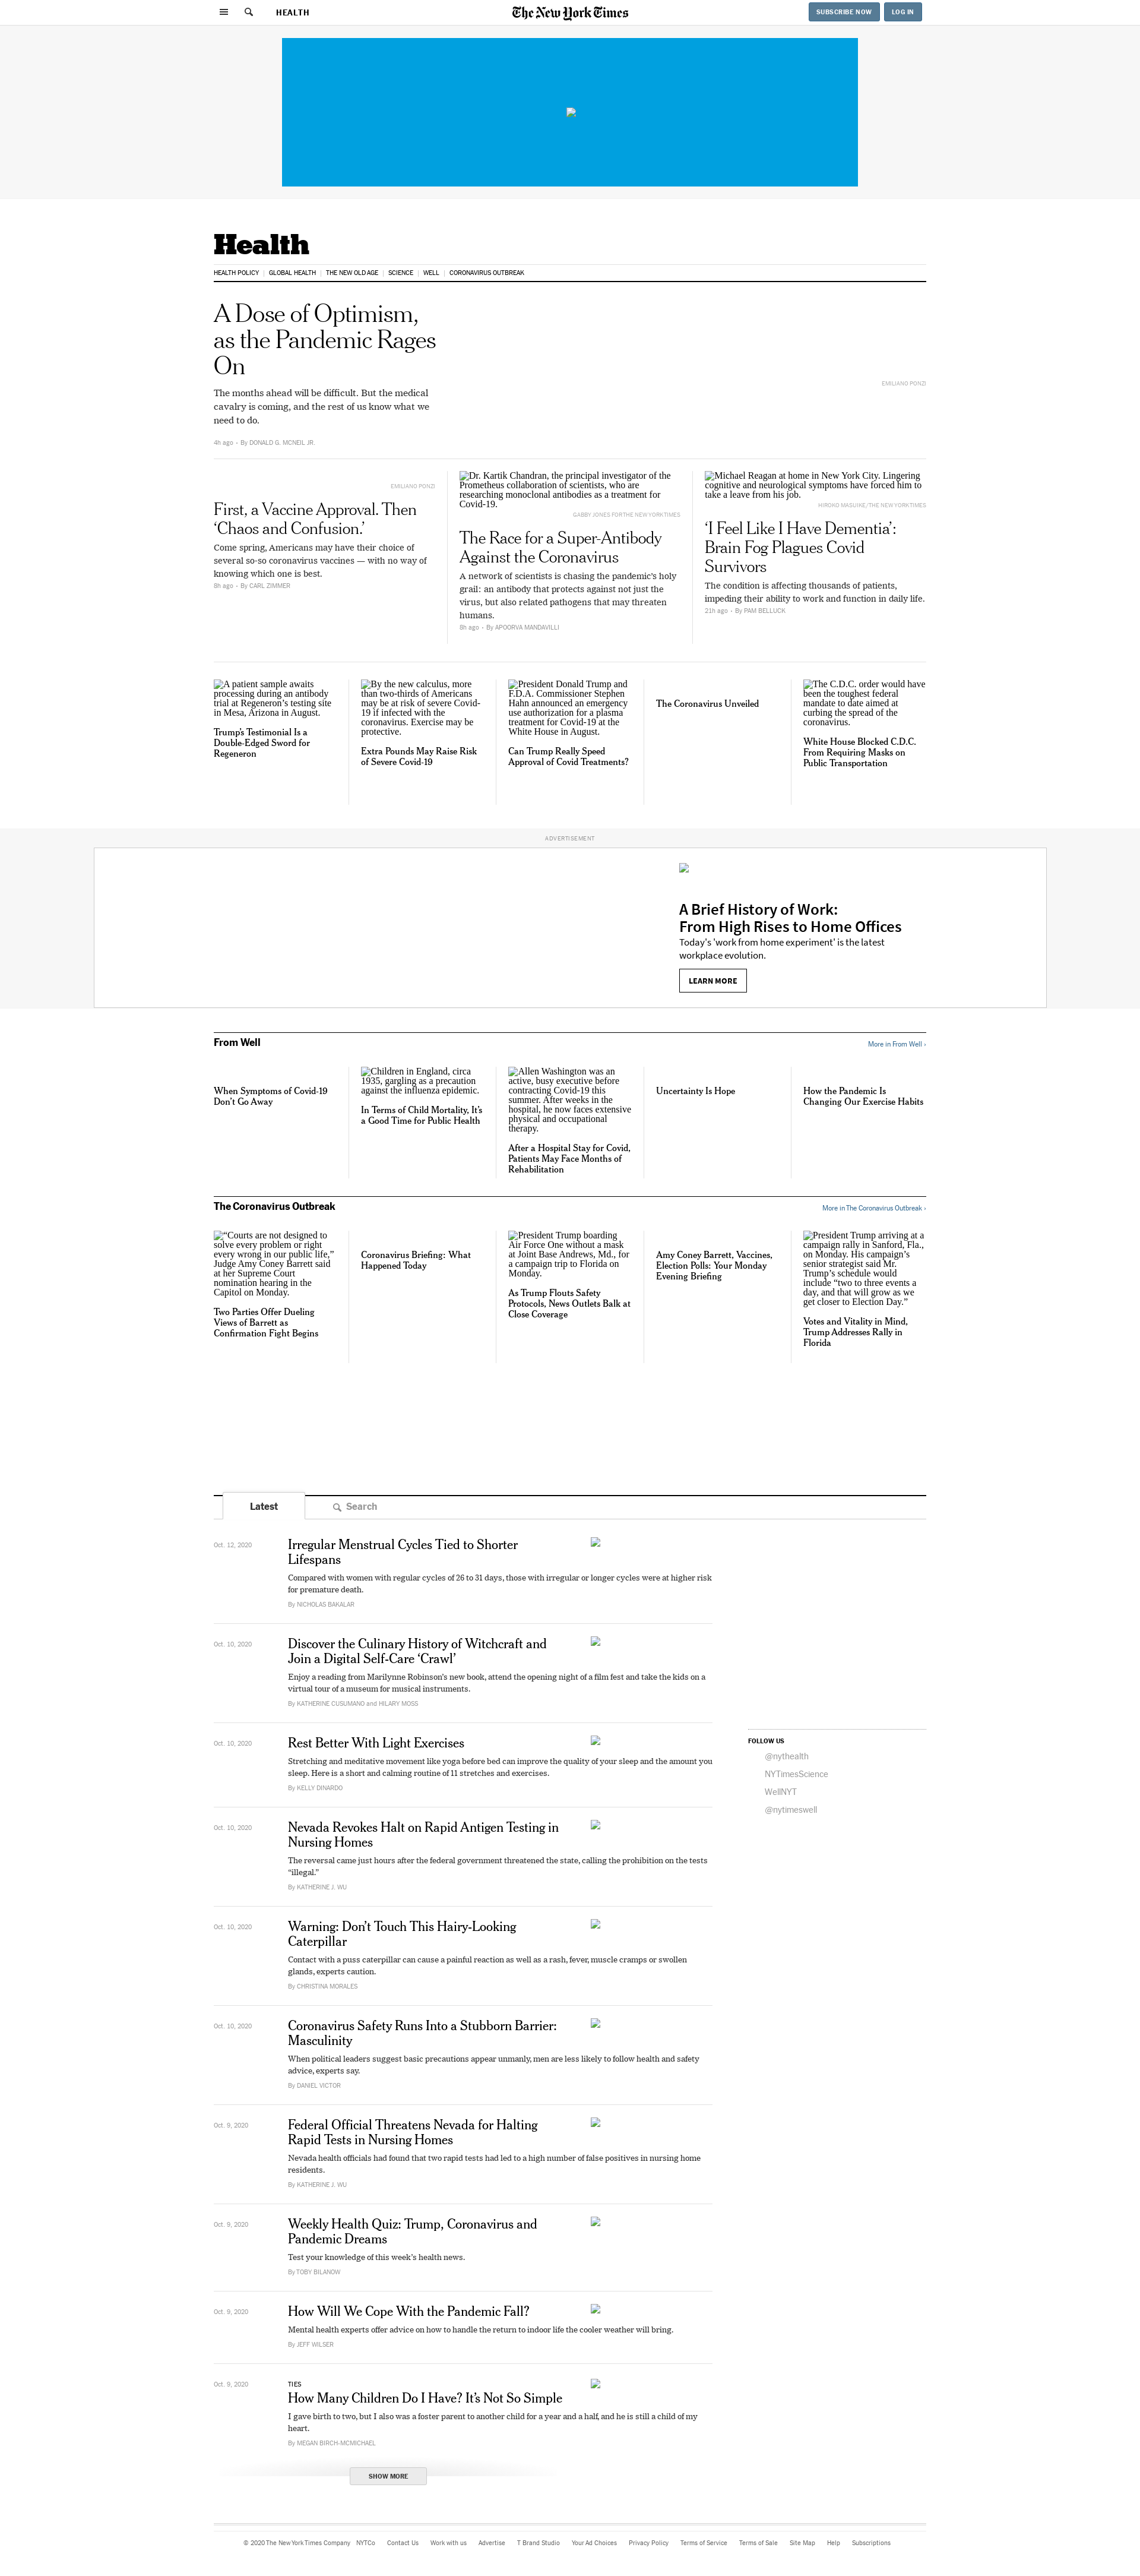 HEALTH
The New York Times
SUBSCRIBE NOW
LOG IN
Health
HEALTH POLICY
GLOBAL HEALTH
THE NEW OLD AGE
SCIENCE
WELL
CORONAVIRUS OUTBREAK
A Dose of Optimism,
as the Pandemic Rages
On
The months ahead will be difficult. But the medical
cavalry is coming, and the rest of us know what we
need to do.
4h ago • By DONALD G. MCNEIL JR.
EMILIANO PONZI
EMILIANO PONZI
First, a Vaccine Approval. Then
‘Chaos and Confusion.’
Come spring, Americans may have their choice of
several so-so coronavirus vaccines — with no way of
knowing which one is best.
8h ago • By CARL ZIMMER
Dr. Kartik Chandran, the principal investigator of the
Prometheus collaboration of scientists, who are
researching monoclonal antibodies as a treatment for
Covid-19.
GABBY JONES FOR THE NEW YORK TIMES
The Race for a Super-Antibody
Against the Coronavirus
A network of scientists is chasing the pandemic’s holy
grail: an antibody that protects against not just the
virus, but also related pathogens that may threaten
humans.
8h ago • By APOORVA MANDAVILLI
Michael Reagan at home in New York City. Lingering
cognitive and neurological symptoms have forced him to
take a leave from his job.
HIROKO MASUIKE/THE NEW YORK TIMES
‘I Feel Like I Have Dementia’:
Brain Fog Plagues Covid
Survivors
The condition is affecting thousands of patients,
impeding their ability to work and function in daily life.
21h ago • By PAM BELLUCK
A patient sample awaits
processing during an antibody
trial at Regeneron’s testing site
in Mesa, Arizona in August.
Trump’s Testimonial Is a
Double-Edged Sword for
Regeneron
By the new calculus, more
than two-thirds of Americans
may be at risk of severe Covid-
19 if infected with the
coronavirus. Exercise may be
protective.
Extra Pounds May Raise Risk
of Severe Covid-19
President Donald Trump and
F.D.A. Commissioner Stephen
Hahn announced an emergency
use authorization for a plasma
treatment for Covid-19 at the
White House in August.
Can Trump Really Speed
Approval of Covid Treatments?
The Coronavirus Unveiled
The C.D.C. order would have
been the toughest federal
mandate to date aimed at
curbing the spread of the
coronavirus.
White House Blocked C.D.C.
From Requiring Masks on
Public Transportation
ADVERTISEMENT
A Brief History of Work:
From High Rises to Home Offices
Today's 'work from home experiment' is the latest
workplace evolution.
LEARN MORE
From Well
More in From Well ›
When Symptoms of Covid-19
Don’t Go Away
Children in England, circa
1935, gargling as a precaution
against the influenza epidemic.
In Terms of Child Mortality, It’s
a Good Time for Public Health
Allen Washington was an
active, busy executive before
contracting Covid-19 this
summer. After weeks in the
hospital, he now faces extensive
physical and occupational
therapy.
After a Hospital Stay for Covid,
Patients May Face Months of
Rehabilitation
Uncertainty Is Hope
How the Pandemic Is
Changing Our Exercise Habits
The Coronavirus Outbreak
More in The Coronavirus Outbreak ›
“Courts are not designed to
solve every problem or right
every wrong in our public life,”
Judge Amy Coney Barrett said
at her Supreme Court
nomination hearing in the
Capitol on Monday.
Two Parties Offer Dueling
Views of Barrett as
Confirmation Fight Begins
Coronavirus Briefing: What
Happened Today
President Trump boarding
Air Force One without a mask
at Joint Base Andrews, Md., for
a campaign trip to Florida on
Monday.
As Trump Flouts Safety
Protocols, News Outlets Balk at
Close Coverage
Amy Coney Barrett, Vaccines,
Election Polls: Your Monday
Evening Briefing
President Trump arriving at a
campaign rally in Sanford, Fla.,
on Monday. His campaign’s
senior strategist said Mr.
Trump’s schedule would
include “two to three events a
day, and that will grow as we
get closer to Election Day.”
Votes and Vitality in Mind,
Trump Addresses Rally in
Florida
Latest
Search
Oct. 12, 2020
Irregular Menstrual Cycles Tied to Shorter
Lifespans
Compared with women with regular cycles of 26 to 31 days, those with irregular or longer cycles were at higher risk
for premature death.
By NICHOLAS BAKALAR
Oct. 10, 2020
Discover the Culinary History of Witchcraft and
Join a Digital Self-Care ‘Crawl’
Enjoy a reading from Marilynne Robinson’s new book, attend the opening night of a film fest and take the kids on a
virtual tour of a museum for musical instruments.
By KATHERINE CUSUMANO and HILARY MOSS
Oct. 10, 2020
Rest Better With Light Exercises
Stretching and meditative movement like yoga before bed can improve the quality of your sleep and the amount you
sleep. Here is a short and calming routine of 11 stretches and exercises.
By KELLY DINARDO
Oct. 10, 2020
Nevada Revokes Halt on Rapid Antigen Testing in
Nursing Homes
The reversal came just hours after the federal government threatened the state, calling the prohibition on the tests
“illegal.”
By KATHERINE J. WU
Oct. 10, 2020
Warning: Don’t Touch This Hairy-Looking
Caterpillar
Contact with a puss caterpillar can cause a painful reaction as well as a rash, fever, muscle cramps or swollen
glands, experts caution.
By CHRISTINA MORALES
Oct. 10, 2020
Coronavirus Safety Runs Into a Stubborn Barrier:
Masculinity
When political leaders suggest basic precautions appear unmanly, men are less likely to follow health and safety
advice, experts say.
By DANIEL VICTOR
Oct. 9, 2020
Federal Official Threatens Nevada for Halting
Rapid Tests in Nursing Homes
Nevada health officials had found that two rapid tests had led to a high number of false positives in nursing home
residents.
By KATHERINE J. WU
Oct. 9, 2020
Weekly Health Quiz: Trump, Coronavirus and
Pandemic Dreams
Test your knowledge of this week’s health news.
By TOBY BILANOW
Oct. 9, 2020
How Will We Cope With the Pandemic Fall?
Mental health experts offer advice on how to handle the return to indoor life the cooler weather will bring.
By JEFF WILSER
Oct. 9, 2020
TIES
How Many Children Do I Have? It’s Not So Simple
I gave birth to two, but I also was a foster parent to another child for a year and a half, and he is still a child of my
heart.
By MEGAN BIRCH-MCMICHAEL
SHOW MORE
FOLLOW US
@nythealth
NYTimesScience
WellNYT
@nytimeswell
© 2020 The New York Times Company
NYTCo
Contact Us
Work with us
Advertise
T Brand Studio
Your Ad Choices
Privacy Policy
Terms of Service
Terms of Sale
Site Map
Help
Subscriptions